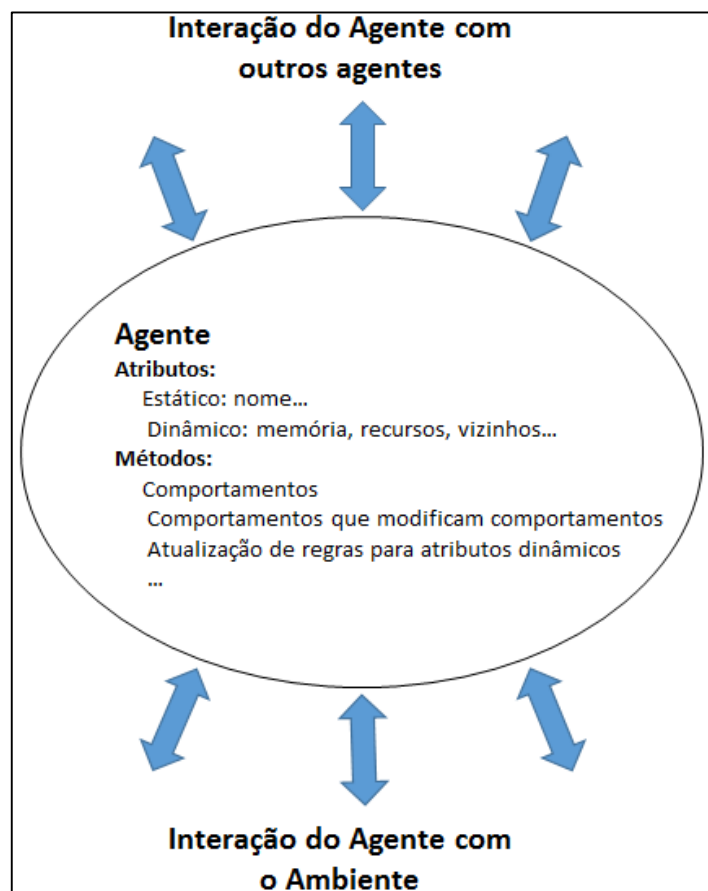 Interação do Agente com
outros agentes
Agente
Atributos:
Estático: nome...
Dinâmico: memória, recursos, vizinhos...
Métodos:
Comportamentos
Comportamentos que modificam comportamentos
Atualização de regras para atributos dinâmicos
...
Interação do Agente com
o Ambiente